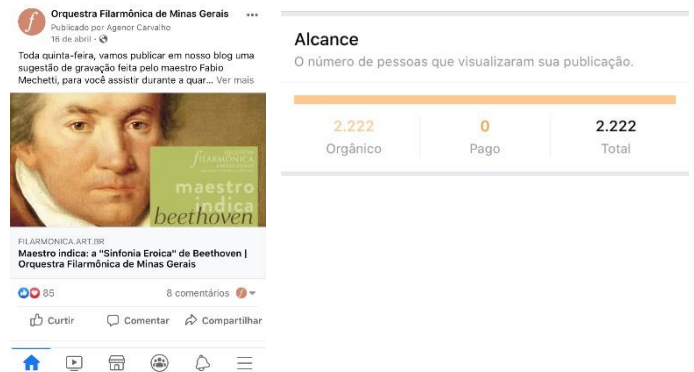 Orquestra Filarmônica de Minas Gerais
Publicado por Agenor Carvalho
16 de abril ·
Toda quinta-feira, vamos publicar em nosso blog uma
sugestão de gravação feita pelo maestro Fabio
Mechetti, para você assistir durante a quar... Ver mais
FILARMÔNICA
maestro
indica
beethoven
FILARMONICA.ART.BR
Maestro indica: a "Sinfonia Eroica" de Beethoven |
Orquestra Filarmônica de Minas Gerais
85
8 comentários
Curtir
Comentar
Compartilhar
Alcance
O número de pessoas que visualizaram sua publicação.
2.222
0
2.222
Orgânico
Pago
Total